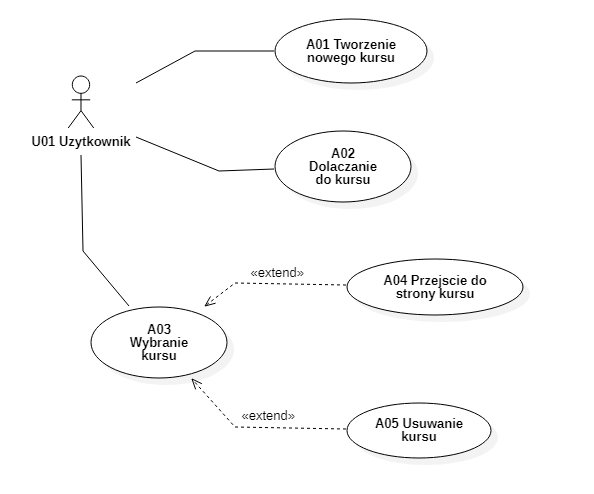 A01 Tworzenie
nowego kursu
U01 Uzytkownik
A02
Dolaczanie
do kursu
«extend»
A04 Przejscie do
strony kursu
A03
Wybranie
kursu
«extend»
A05 Usuwanie
kursu